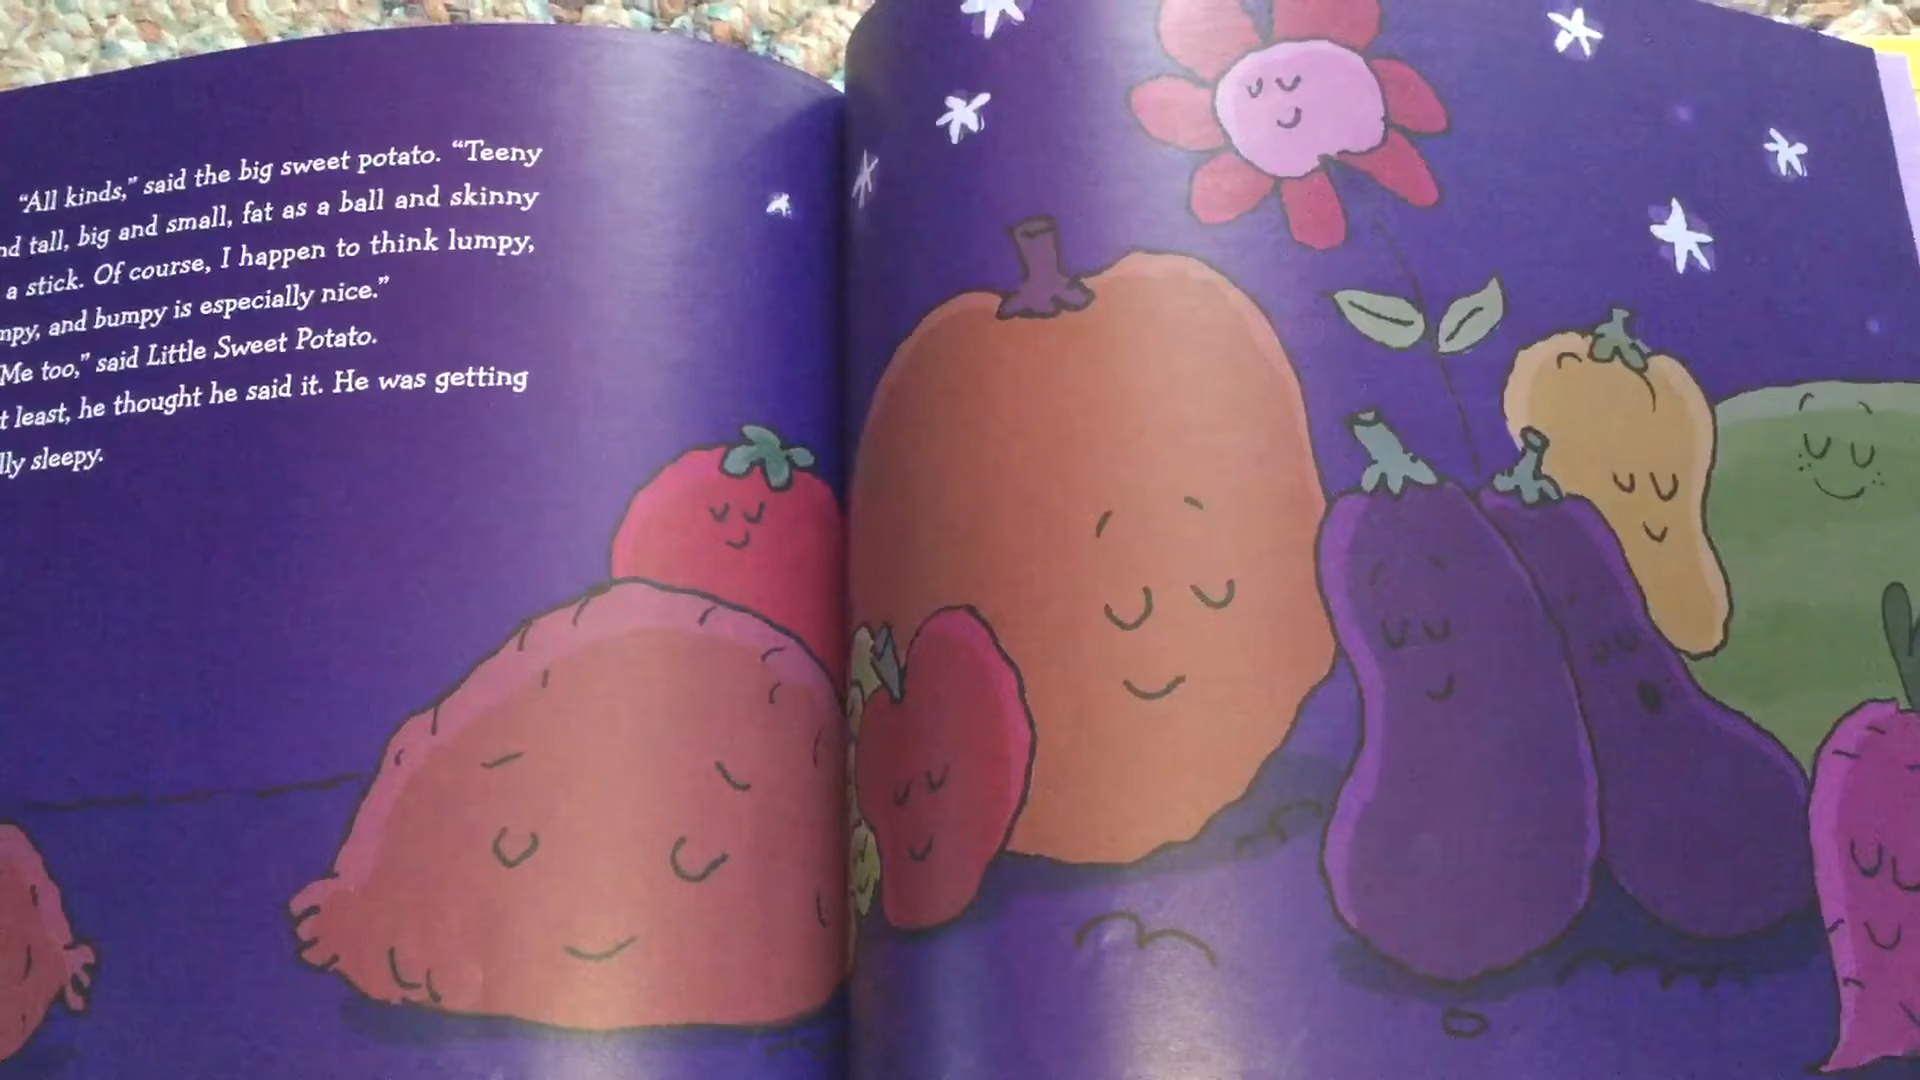 “All kinds,” said the big sweet potato. “Teeny
nd tall, big and small, fat as a ball and skinny
a stick. Of course, I happen to think lumpy,
mpy, and bumpy is especially nice.”
Me too,” said Little Sweet Potato.
t least, he thought he said it. He was getting
lly sleepy.